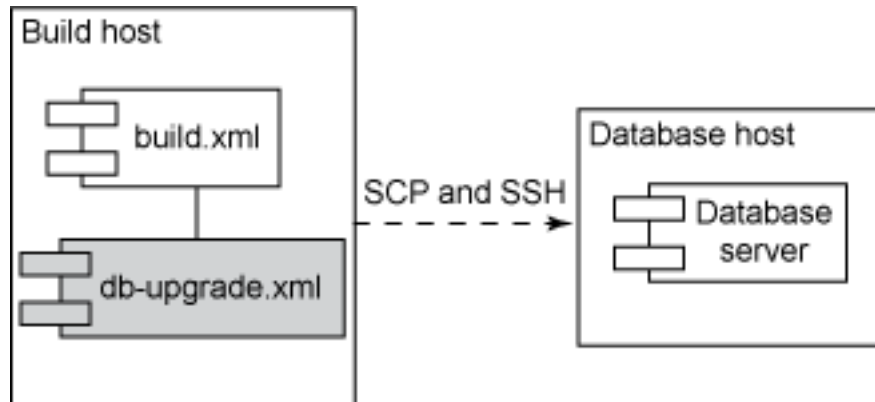 Build host
build.xml
db-upgrade.xml
SCP and SSH
Database host
Database
server